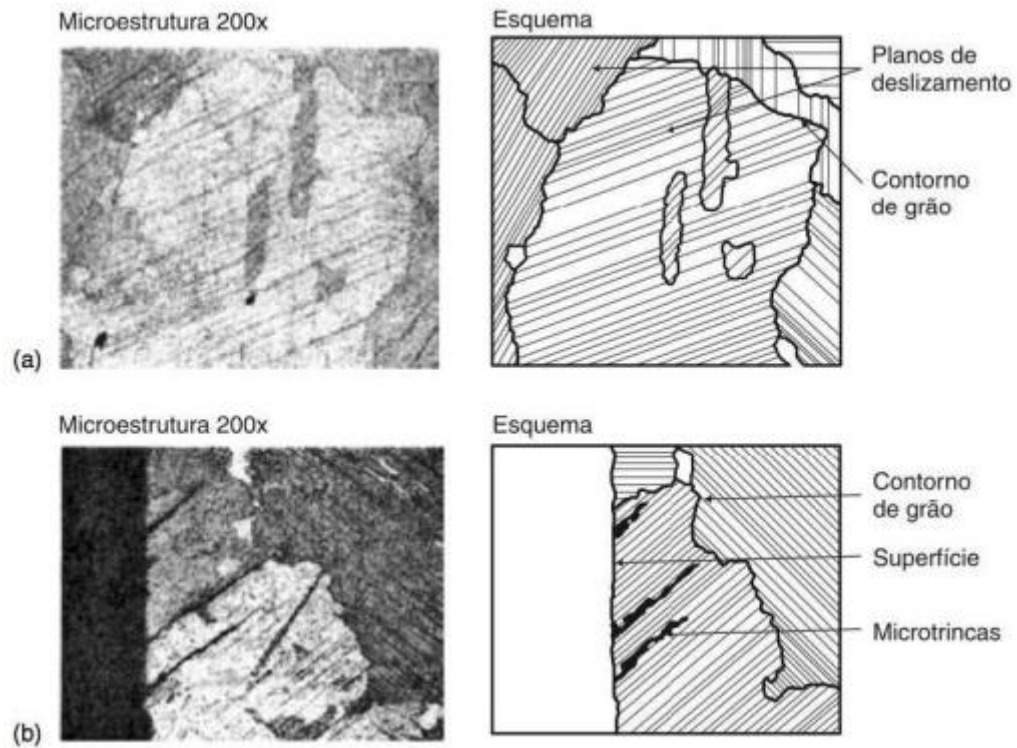 Microestrutura 200x
Esquema
Planos de
deslizamento
Contorno
de grão
(a)
Microestrutura 200x
Esquema
Contorno
de grão
Superfície
Microtrincas
(b)